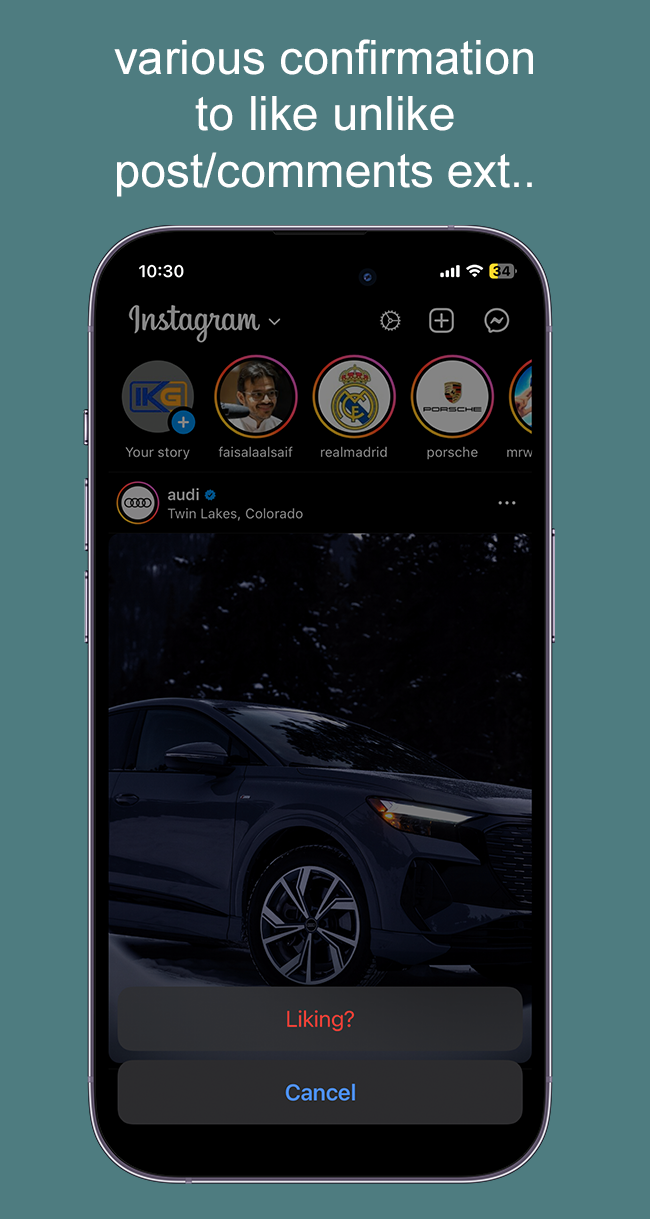 various confirmation
to like unlike
post/comments ext..
10:30
34
Instagram
IKG
PORSCHE
Your story
faisalaalsaif
realmadrid
porsche
mrw
audi
Twin Lakes, Colorado
Liking?
Cancel